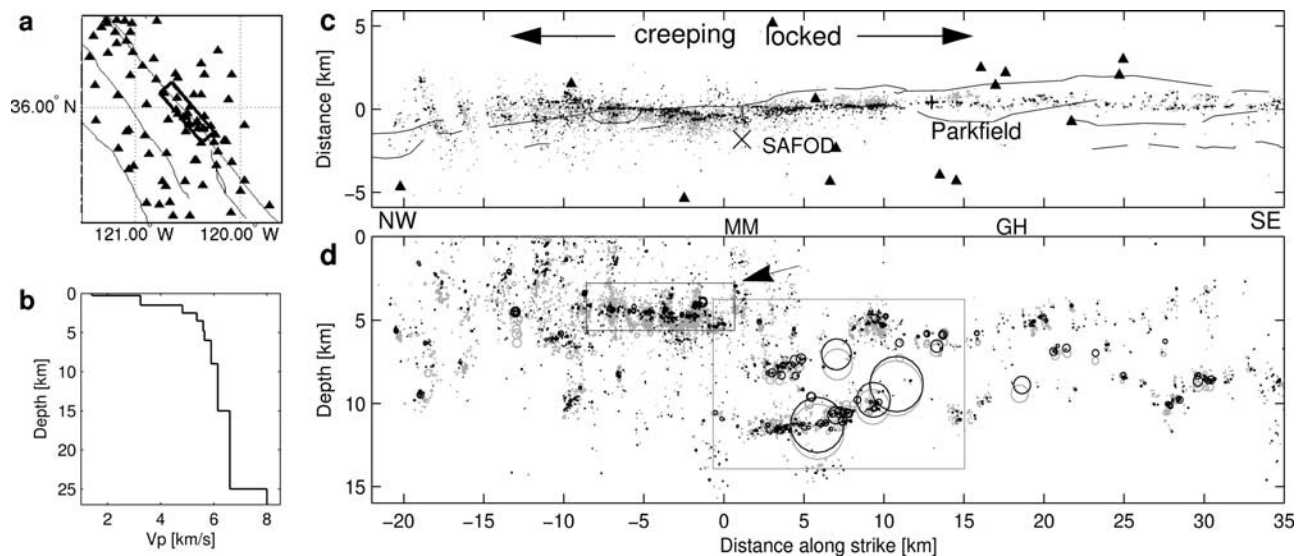 a
36.00° N
121.00° W
120.00° W
b
0
5
10
15
20
25
Depth [km]
2
4
6
8
Vp [km/s]
c
creeping
locked
5
0
−5
Distance [km]
SAFOD
Parkfield
NW
MM
GH
SE
d
0
5
10
15
Depth [km]
−20
−15
−10
−5
0
5
10
15
20
25
30
35
Distance along strike [km]